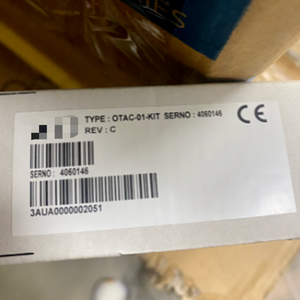 TYPE : OTAC-01-KIT SERNO : 4060146
REV : C
CE
SERNO : 4060146
3AUA0000002051